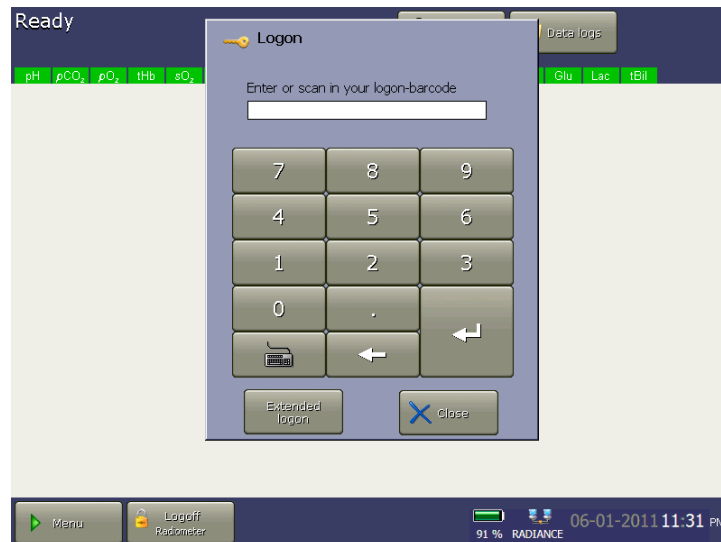 Ready
Logon
Data logs
pH pCO2 pO2 tHb sO2
Glu Lac tBil
Enter or scan in your logon-barcode
7 8 9
4 5 6
1 2 3
0 .
Extended
logon
Close
Menu
Logoff
Radiometer
91 % RADIANCE
06-01-2011 11:31 PM